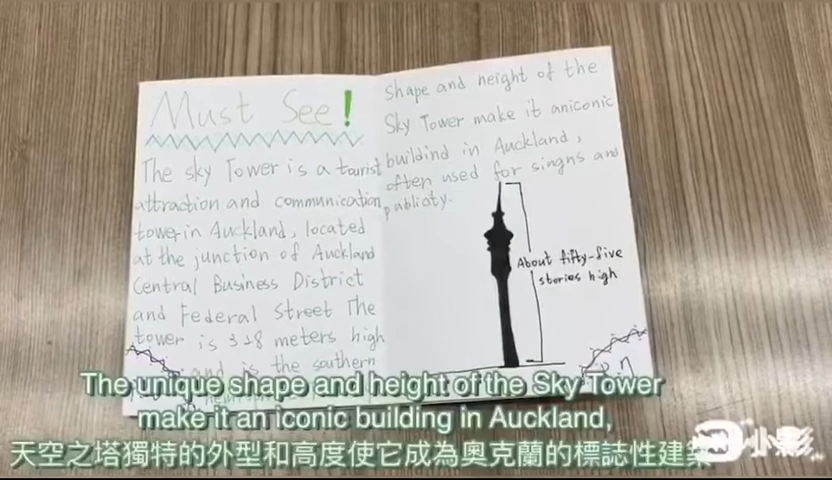 Must See!
The sky Tower is a tourist
attraction and communication
tower in Auckland, located
at the junction of Auckland
Central Business District
and Federal Street The
tower is 328 meters high
and is the southern
shape and height of the
Sky Tower make it aniconic
buildind in Auckland,
often used for singns and
publicity.
About fifty-five
stories high
The unique shape and height of the Sky Tower
make it an iconic building in Auckland,
天空之塔獨特的外型和高度使它成為奧克蘭的標誌性建築
小影